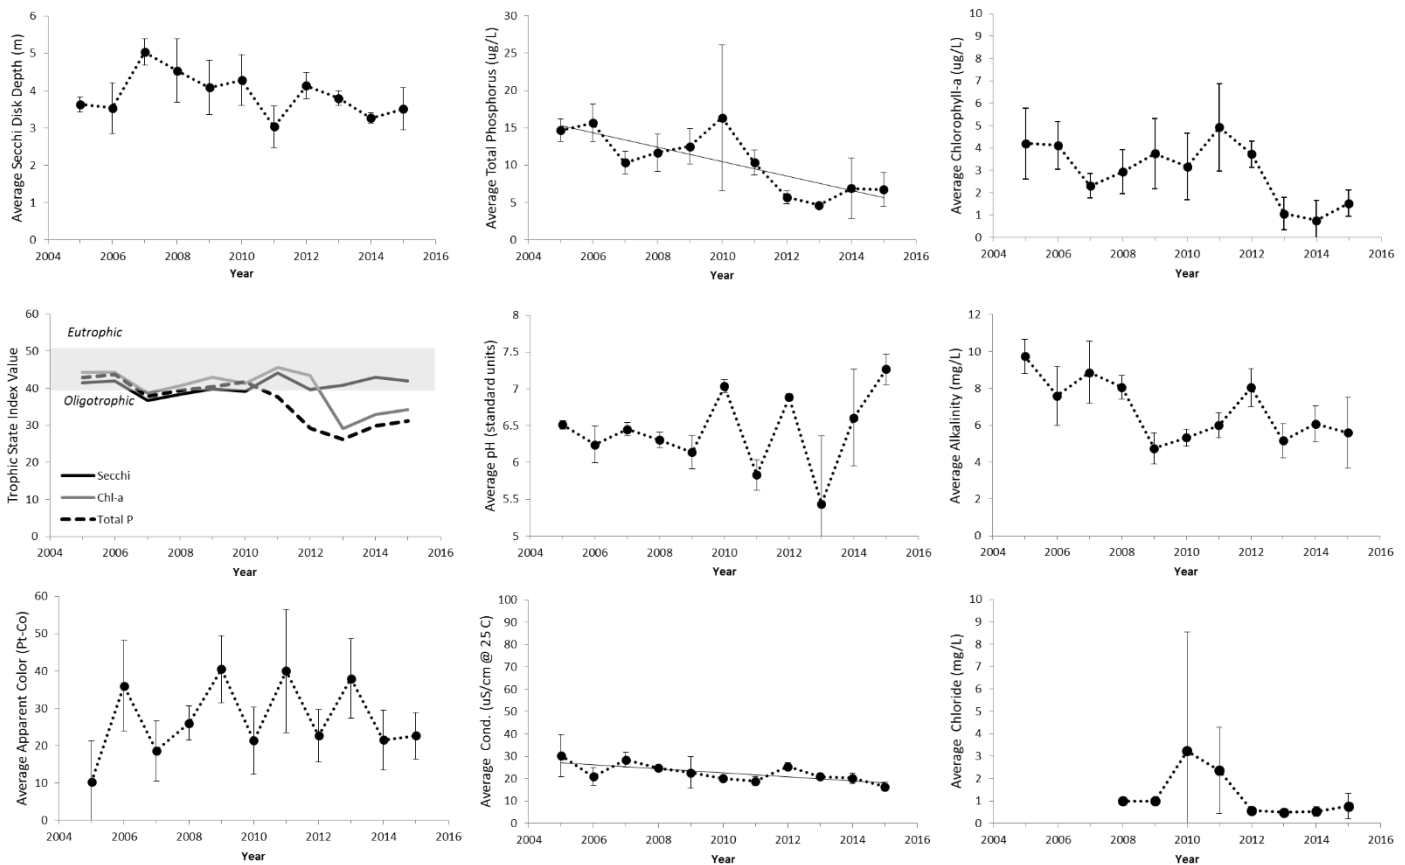 Average Secchi Disk Depth (m)
6
5
4
3
2
1
0
2004 2006 2008 2010 2012 2014 2016
Year
Average Total Phosphorus (ug/L)
30
25
20
15
10
5
0
2004 2006 2008 2010 2012 2014 2016
Year
Average Chlorophyll-a (ug/L)
10
9
8
7
6
5
4
3
2
1
0
2004 2006 2008 2010 2012 2014 2016
Year
Trophic State Index Value
60
50
40
30
20
10
0
Eutrophic
Oligotrophic
Secchi
Chl-a
Total P
2004 2006 2008 2010 2012 2014 2016
Year
Average pH (standard units)
8
7.5
7
6.5
6
5.5
5
2004 2006 2008 2010 2012 2014 2016
Year
Average Alkalinity (mg/L)
12
10
8
6
4
2
0
2004 2006 2008 2010 2012 2014 2016
Year
Average Apparent Color (Pt-Co)
60
50
40
30
20
10
0
2004 2006 2008 2010 2012 2014 2016
Year
Average Cond. (uS/cm @ 25 C)
100
90
80
70
60
50
40
30
20
10
0
2004 2006 2008 2010 2012 2014 2016
Year
Average Chloride (mg/L)
10
9
8
7
6
5
4
3
2
1
0
2004 2006 2008 2010 2012 2014 2016
Year